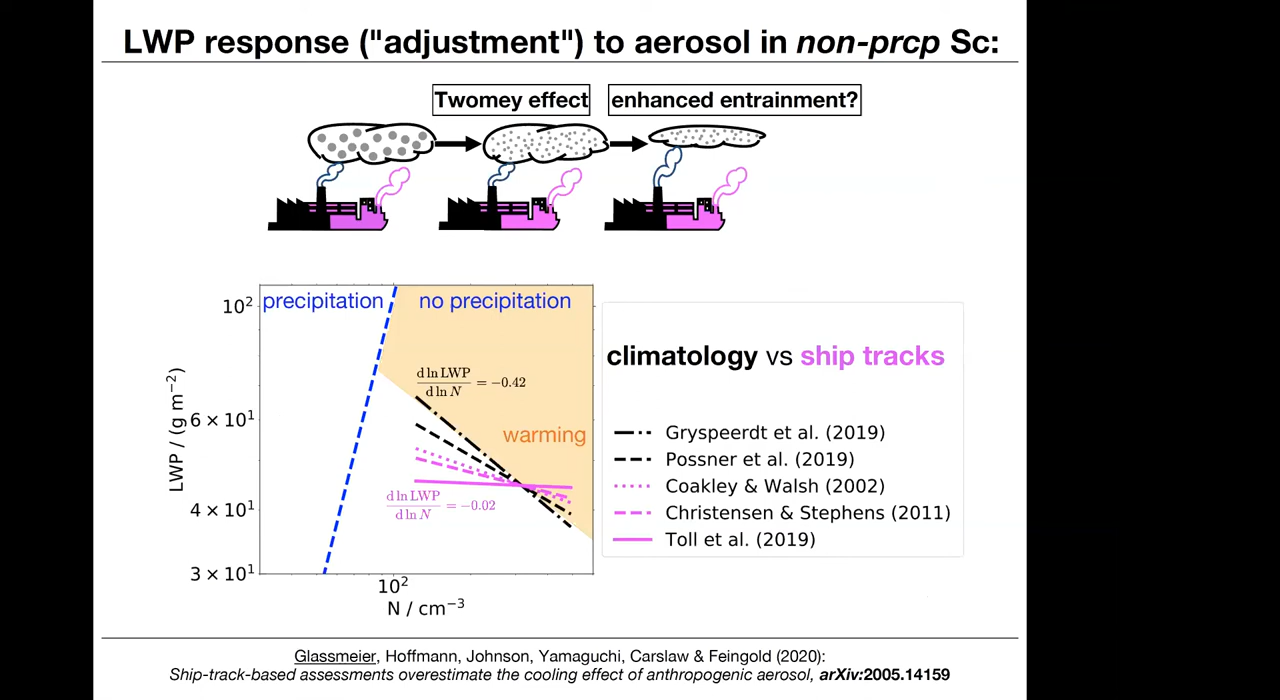 LWP response ("adjustment") to aerosol in non-prcp Sc:
Twomey effect
enhanced entrainment?
precipitation
no precipitation
10²
6 × 10¹
4 × 10¹
3 × 10¹
LWP / (g m⁻²)
d ln LWP
d ln N
= −0.42
warming
d ln LWP
d ln N
= −0.02
10²
N / cm⁻³
climatology vs ship tracks
Gryspeerdt et al. (2019)
Possner et al. (2019)
Coakley & Walsh (2002)
Christensen & Stephens (2011)
Toll et al. (2019)
Glassmeier, Hoffmann, Johnson, Yamaguchi, Carslaw & Feingold (2020):
Ship-track-based assessments overestimate the cooling effect of anthropogenic aerosol, arXiv:2005.14159